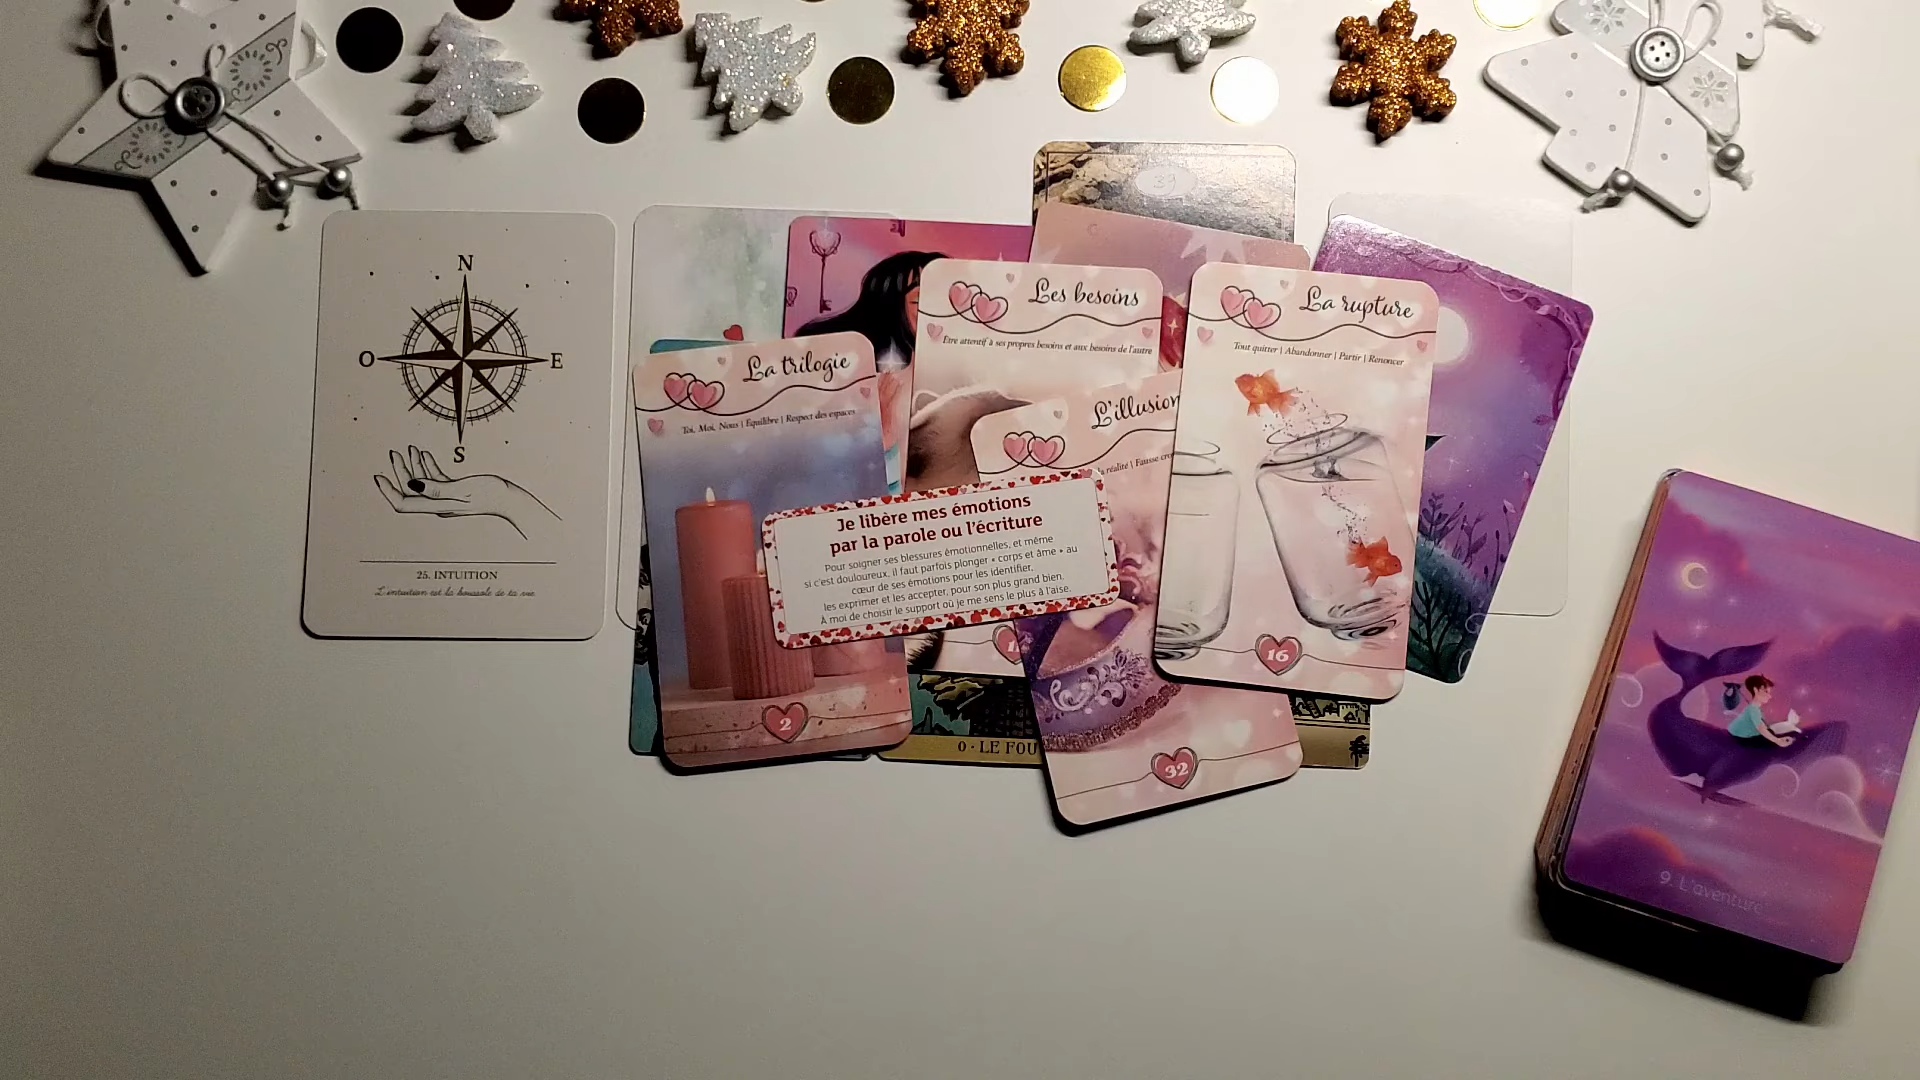 N
O
E
S
25. INTUITION
L'intuition est la boussole de ta vie.
La trilogie
Toi, Moi, Nous | Équilibre | Respect des espaces
2
Les besoins
Être attentif à ses propres besoins et aux besoins de l'autre
L'illusion
la réalité | Fausse
32
La rupture
Tout quitter | Abandonner | Partir | Renoncer
16
Je libère mes émotions
par la parole ou l'écriture
Pour soigner ses blessures émotionnelles, et même
si c'est douloureux, il faut parfois plonger « corps et âme » au
cœur de ses émotions pour les identifier,
les exprimer et les accepter, pour son plus grand bien.
À moi de choisir le support où je me sens le plus à l'aise.
0 · LE FOU
9. L'aventure